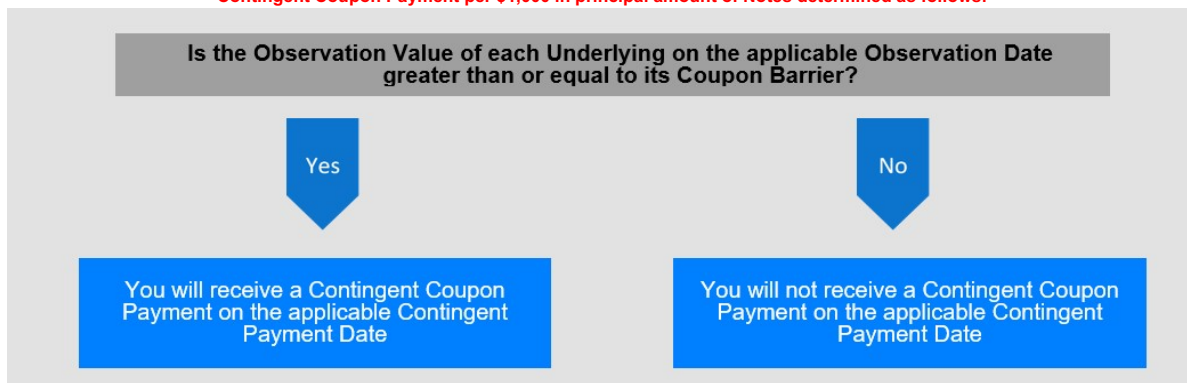 Contingent Coupon Payment per $1,000 in principal amount of Notes determined as follows:
Is the Observation Value of each Underlying on the applicable Observation Date
greater than or equal to its Coupon Barrier?
Yes
No
You will receive a Contingent Coupon
Payment on the applicable Contingent
Payment Date
You will not receive a Contingent Coupon
Payment on the applicable Contingent
Payment Date